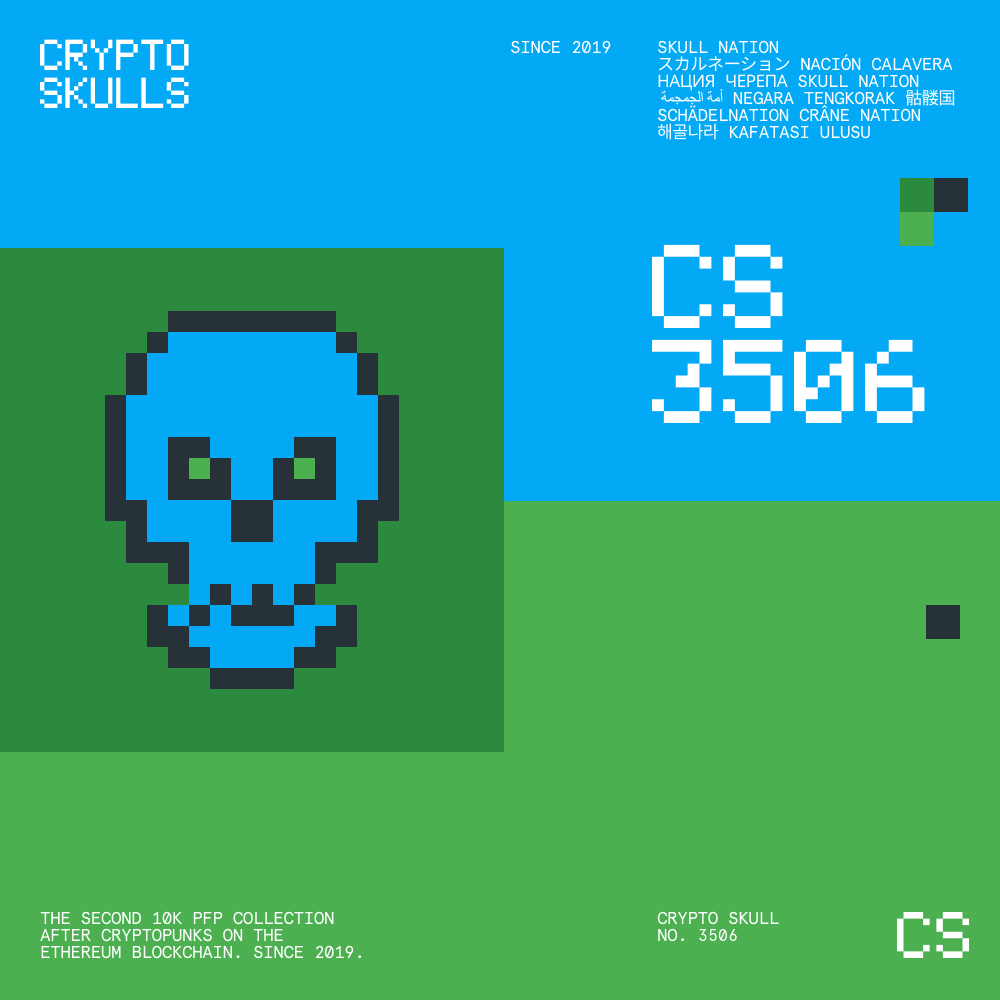 CRYPTO
SKULLS
SINCE 2019
SKULL NATION
スカルネーション NACIÓN CALAVERA
НАЦИЯ ЧЕРЕПА SKULL NATION
أمة الجمجمة NEGARA TENGKORAK 骷髅国
SCHÄDELNATION CRÂNE NATION
해골나라 KAFATASI ULUSU
CS
3506
THE SECOND 10K PFP COLLECTION
AFTER CRYPTOPUNKS ON THE
ETHEREUM BLOCKCHAIN. SINCE 2019.
CRYPTO SKULL
NO. 3506
CS